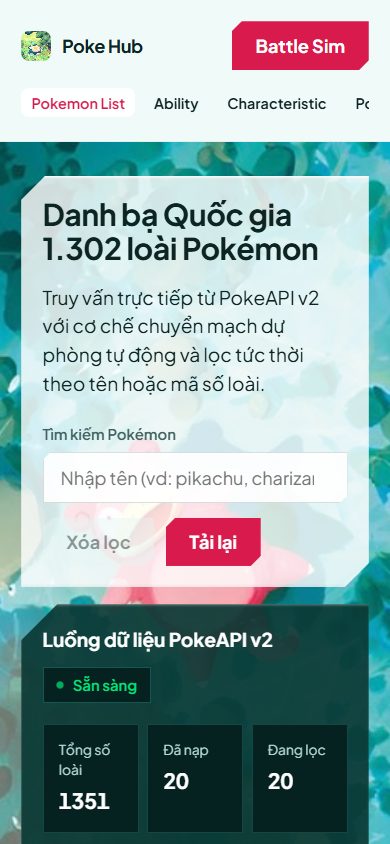 Poke Hub
Battle Sim
Pokemon List
Ability
Characteristic
Danh bạ Quốc gia
1.302 loài Pokémon
Truy vấn trực tiếp từ PokeAPI v2
với cơ chế chuyển mạch dự
phòng tự động và lọc tức thời
theo tên hoặc mã số loài.
Tìm kiếm Pokémon
Nhập tên (vd: pikachu, chariza
Xóa lọc
Tải lại
Luồng dữ liệu PokeAPI v2
Sẵn sàng
Tổng số
loài
1351
Đã nạp
20
Đang lọc
20